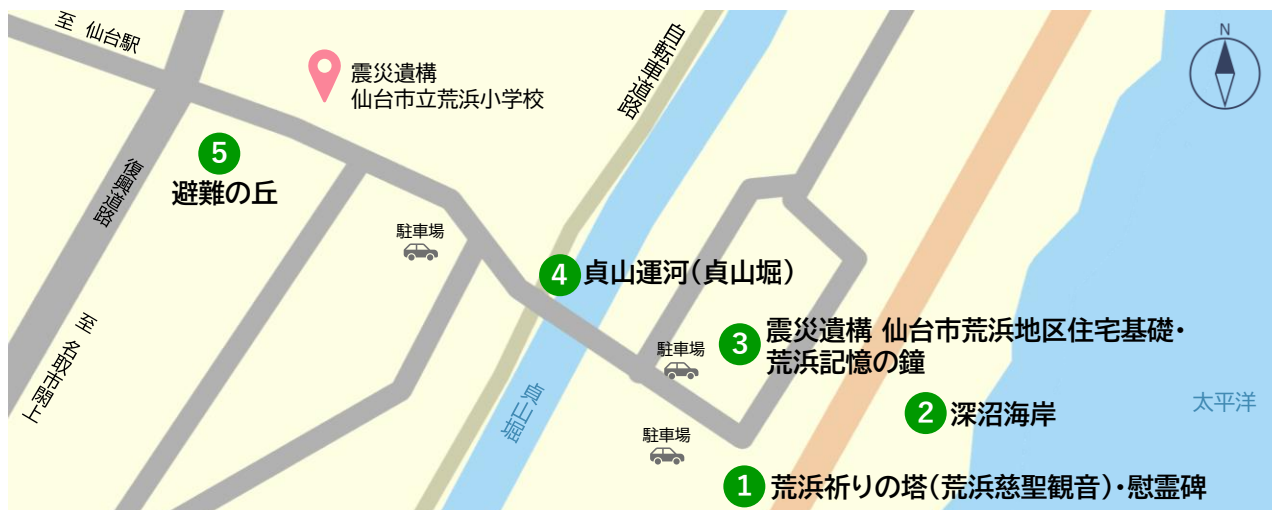 至 仙台駅
震災遺構
仙台市立荒浜小学校
自転車道路
N
5
避難の丘
復興道路
駐車場
4 貞山運河(貞山堀)
至 名取市閖上
3 震災遺構 仙台市荒浜地区住宅基礎・
荒浜記憶の鐘
駐車場
貞山堀
2 深沼海岸
太平洋
駐車場
1 荒浜祈りの塔(荒浜慈聖観音)・慰霊碑